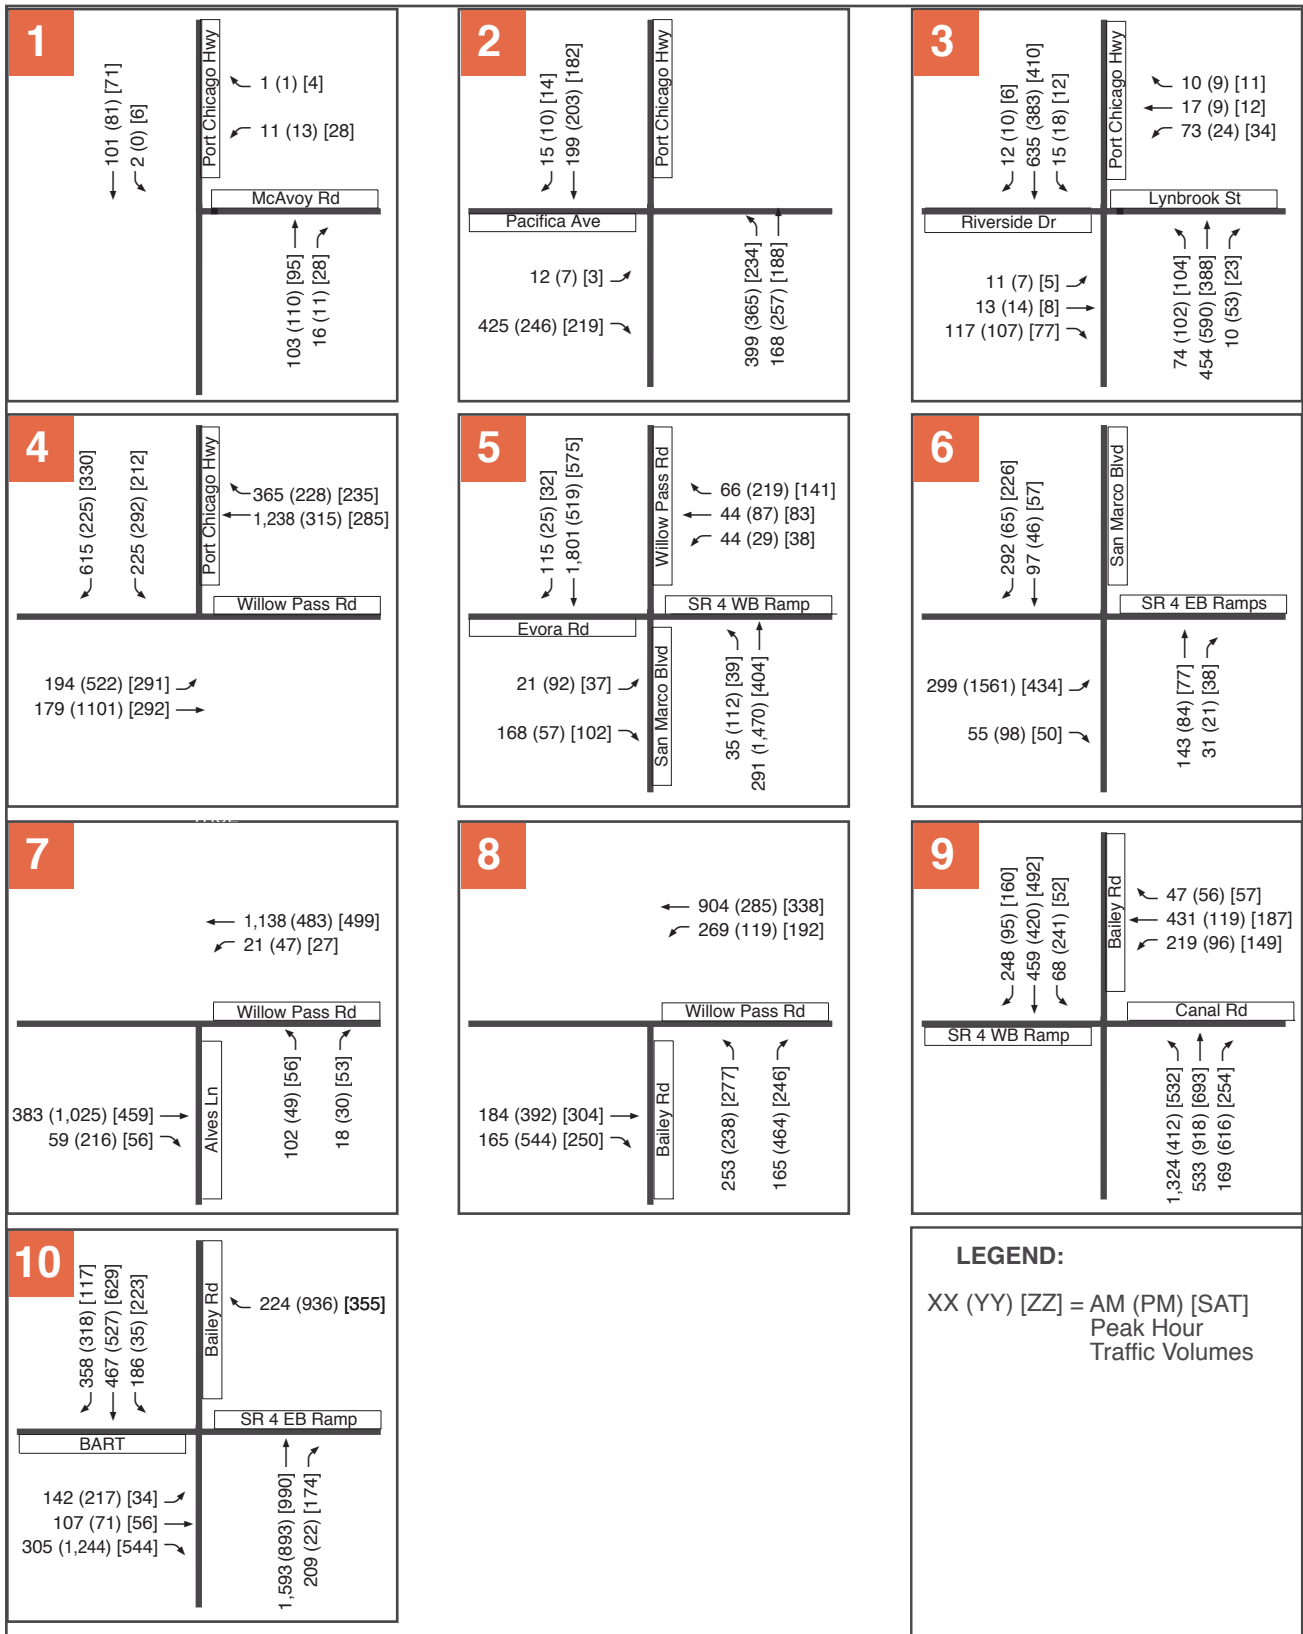 1
101 (81) [71]
2 (0) [6]
Port Chicago Hwy
1 (1) [4]
11 (13) [28]
McAvoy Rd
103 (110) [95]
16 (11) [28]
2
15 (10) [14]
199 (203) [182]
Port Chicago Hwy
Pacifica Ave
12 (7) [3]
425 (246) [219]
399 (365) [234]
168 (257) [188]
3
12 (10) [6]
635 (383) [410]
15 (18) [12]
Port Chicago Hwy
10 (9) [11]
17 (9) [12]
73 (24) [34]
Lynbrook St
Riverside Dr
11 (7) [5]
13 (14) [8]
117 (107) [77]
74 (102) [104]
454 (590) [388]
10 (53) [23]
4
615 (225) [330]
225 (292) [212]
Port Chicago Hwy
365 (228) [235]
1,238 (315) [285]
Willow Pass Rd
194 (522) [291]
179 (1101) [292]
5
115 (25) [32]
1,801 (519) [575]
Willow Pass Rd
66 (219) [141]
44 (87) [83]
44 (29) [38]
SR 4 WB Ramp
Evora Rd
21 (92) [37]
168 (57) [102]
San Marco Blvd
35 (112) [39]
291 (1,470) [404]
6
292 (65) [226]
97 (46) [57]
San Marco Blvd
SR 4 EB Ramps
299 (1561) [434]
55 (98) [50]
143 (84) [77]
31 (21) [38]
7
1,138 (483) [499]
21 (47) [27]
Willow Pass Rd
383 (1,025) [459]
59 (216) [56]
Alves Ln
102 (49) [56]
18 (30) [53]
8
904 (285) [338]
269 (119) [192]
Willow Pass Rd
184 (392) [304]
165 (544) [250]
Bailey Rd
253 (238) [277]
165 (464) [246]
9
248 (95) [160]
459 (420) [492]
68 (241) [52]
Bailey Rd
47 (56) [57]
431 (119) [187]
219 (96) [149]
Canal Rd
SR 4 WB Ramp
1,324 (412) [532]
533 (918) [693]
169 (616) [254]
10
358 (318) [117]
467 (527) [629]
186 (35) [223]
Bailey Rd
224 (936) [355]
SR 4 EB Ramp
BART
142 (217) [34]
107 (71) [56]
305 (1,244) [544]
1,593 (893) [990]
209 (22) [174]
LEGEND:
XX (YY) [ZZ] = AM (PM) [SAT]
Peak Hour
Traffic Volumes